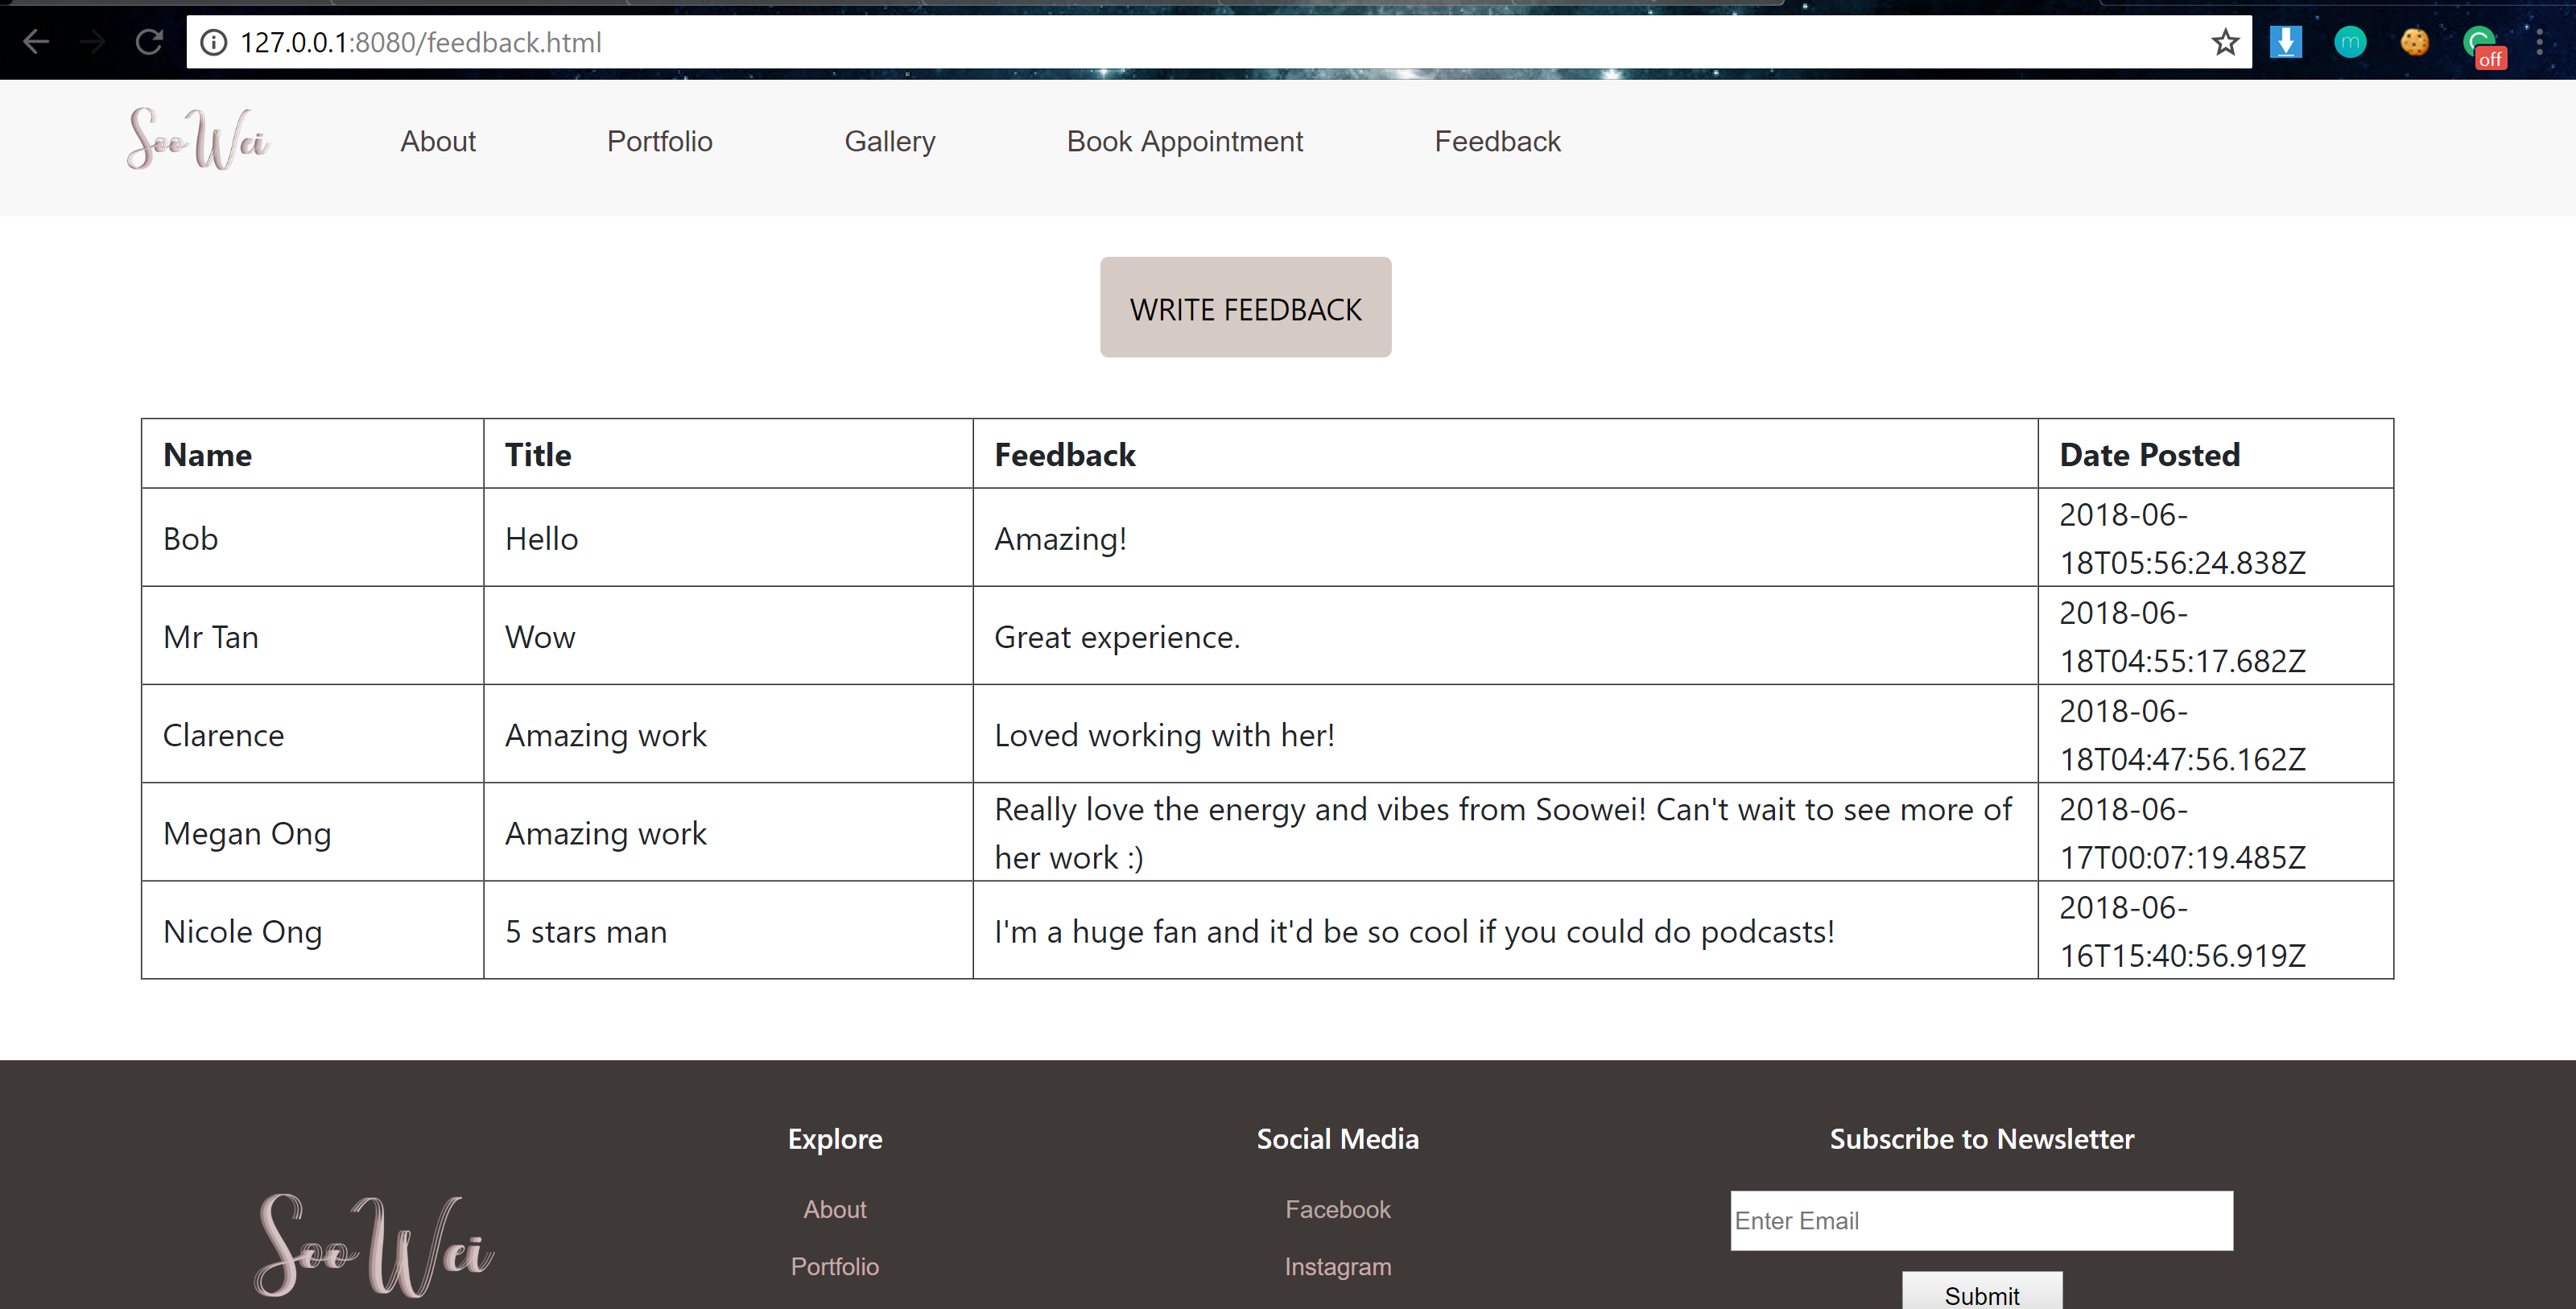 127.0.0.1:8080/feedback.html
m
off
SooWei
About
Portfolio
Gallery
Book Appointment
Feedback
WRITE FEEDBACK
Name Title Feedback Date Posted
Bob Hello Amazing! 2018-06-
18T05:56:24.838Z
Mr Tan Wow Great experience. 2018-06-
18T04:55:17.682Z
Clarence Amazing work Loved working with her! 2018-06-
18T04:47:56.162Z
Megan Ong Amazing work Really love the energy and vibes from Soowei! Can't wait to see more of
her work :)
2018-06-
17T00:07:19.485Z
Nicole Ong 5 stars man I'm a huge fan and it'd be so cool if you could do podcasts! 2018-06-
16T15:40:56.919Z
SooWei
Explore
About
Portfolio
Social Media
Facebook
Instagram
Subscribe to Newsletter
Enter Email
Submit